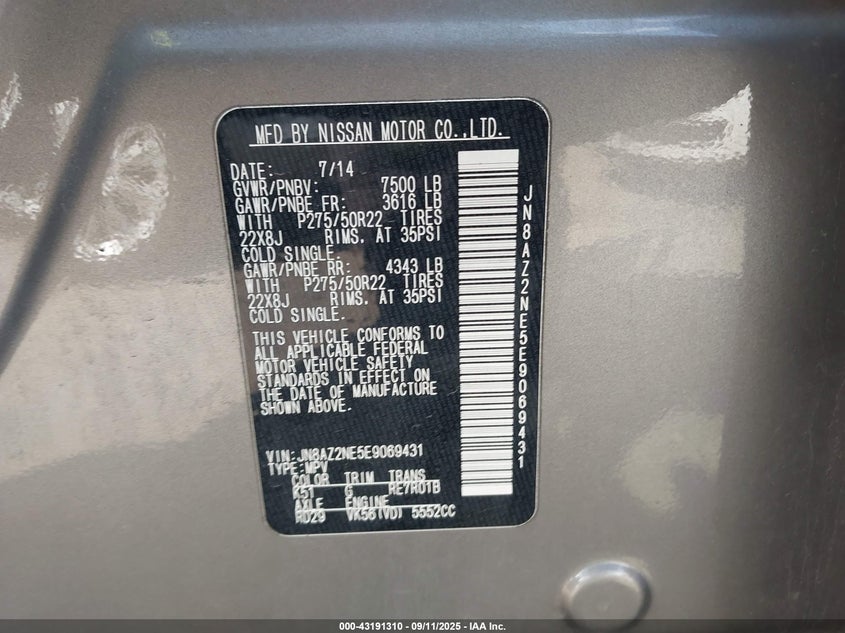 MFD BY NISSAN MOTOR CO.,LTD.
DATE: 7/14
GVWR/PNBV: 7500 LB
GAWR/PNBE FR: 3616 LB
WITH P275/50R22 TIRES
22X8J RIMS. AT 35PSI
COLD SINGLE.
GAWR/PNBE RR: 4343 LB
WITH P275/50R22 TIRES
22X8J RIMS. AT 35PSI
COLD SINGLE.
THIS VEHICLE CONFORMS TO
ALL APPLICABLE FEDERAL
MOTOR VEHICLE SAFETY
STANDARDS IN EFFECT ON
THE DATE OF MANUFACTURE
SHOWN ABOVE.
VIN:JN8AZ2NE5E9069431
TYPE:MPV
COLOR TRIM TRANS
K51 G RE7R01B
AXLE ENGINE
RD29 VK56(VD) 5552CC
JN8AZ2NE5E9069431
000-43191310 - 09/11/2025 - IAA Inc.